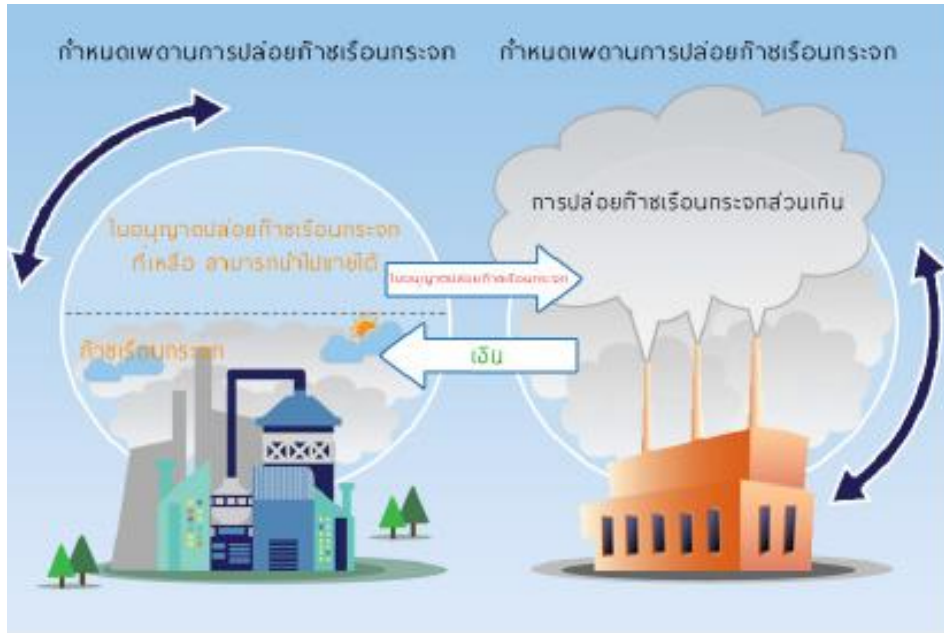 กำหนดเพดานการปล่อยก๊าซเรือนกระจก
กำหนดเพดานการปล่อยก๊าซเรือนกระจก
การปล่อยก๊าซเรือนกระจกส่วนเกิน
ใบอนุญาตปล่อยก๊าซเรือนกระจก
ที่เหลือ สามารถนำไปขายได้
ใบอนุญาตปล่อยก๊าซเรือนกระจก
ก๊าซเรือนกระจก
เงิน